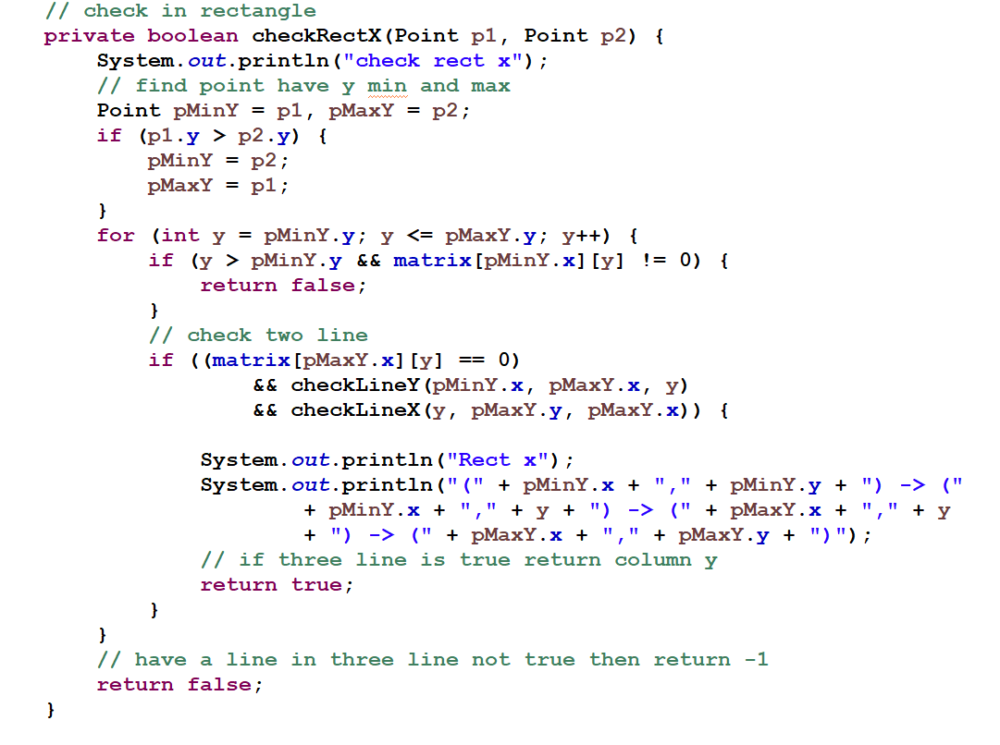 // check in rectangle
private boolean checkRectX(Point p1, Point p2) {
System.out.println("check rect x");
// find point have y min and max
Point pMinY = p1, pMaxY = p2;
if (p1.y > p2.y) {
pMinY = p2;
pMaxY = p1;
}
for (int y = pMinY.y; y <= pMaxY.y; y++) {
if (y > pMinY.y && matrix[pMinY.x][y] != 0) {
return false;
}
// check two line
if ((matrix[pMaxY.x][y] == 0)
&& checkLineY(pMinY.x, pMaxY.x, y)
&& checkLineX(y, pMaxY.y, pMaxY.x)) {
System.out.println("Rect x");
System.out.println("(" + pMinY.x + "," + pMinY.y + ") -> ("
+ pMinY.x + "," + y + ") -> (" + pMaxY.x + "," + y
+ ") -> (" + pMaxY.x + "," + pMaxY.y + ")");
// if three line is true return column y
return true;
}
}
// have a line in three line not true then return -1
return false;
}